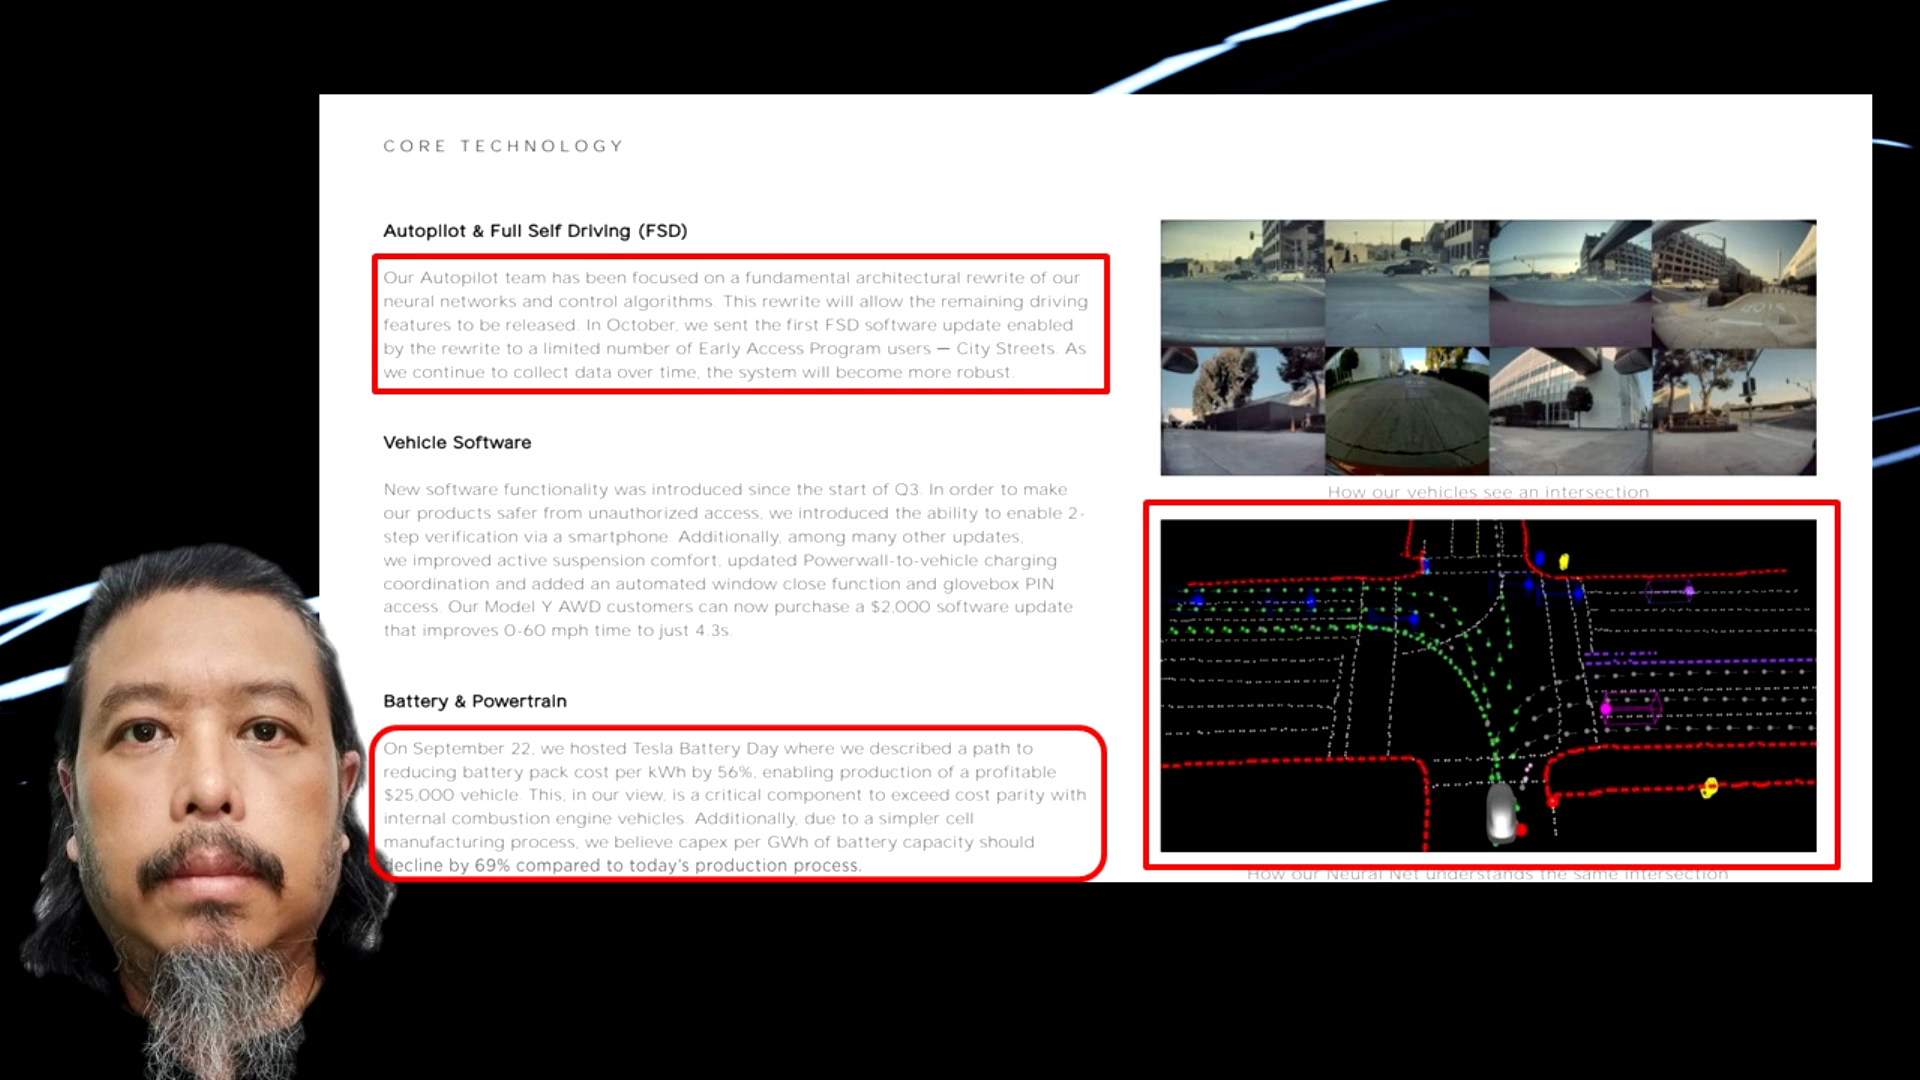 CORE TECHNOLOGY
Autopilot & Full Self Driving (FSD)
Our Autopilot team has been focused on a fundamental architectural rewrite of our
neural networks and control algorithms. This rewrite will allow the remaining driving
features to be released. In October, we sent the first FSD software update enabled
by the rewrite to a limited number of Early Access Program users — City Streets. As
we continue to collect data over time, the system will become more robust.
Vehicle Software
New software functionality was introduced since the start of Q3. In order to make
our products safer from unauthorized access, we introduced the ability to enable 2-
step verification via a smartphone. Additionally, among many other updates,
we improved active suspension comfort, updated Powerwall-to-vehicle charging
coordination and added an automated window close function and glovebox PIN
access. Our Model Y AWD customers can now purchase a $2,000 software update
that improves 0-60 mph time to just 4.3s.
Battery & Powertrain
On September 22, we hosted Tesla Battery Day where we described a path to
reducing battery pack cost per kWh by 56%, enabling production of a profitable
$25,000 vehicle. This, in our view, is a critical component to exceed cost parity with
internal combustion engine vehicles. Additionally, due to a simpler cell
manufacturing process, we believe capex per GWh of battery capacity should
decline by 69% compared to today's production process.
How our vehicles see an intersection
How our Neural Net understands the same intersection